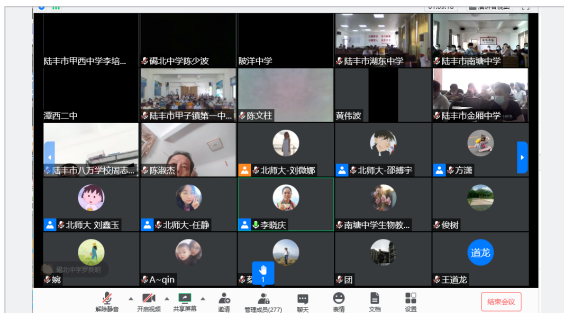 陆丰市甲西中学李培...
碣北中学陈少波
陂洋中学
陆丰市湖东中学
陆丰市南塘中学
潭西二中
陆丰市甲子镇第一中...
陈文柱
黄伟波
陆丰市金厢中学
陆丰市八万学校周志...
陈淑杰
北师大-刘微娜
北师大-邵搏宇
方潇
北师大 刘鑫玉
北师大-任静
李晓庆
南塘中学生物教...
俊树
婉
A~qin
团
道龙
王道龙
1
解除静音
开启视频
共享屏幕
邀请
管理成员(277)
聊天
表情
文档
设置
结束会议